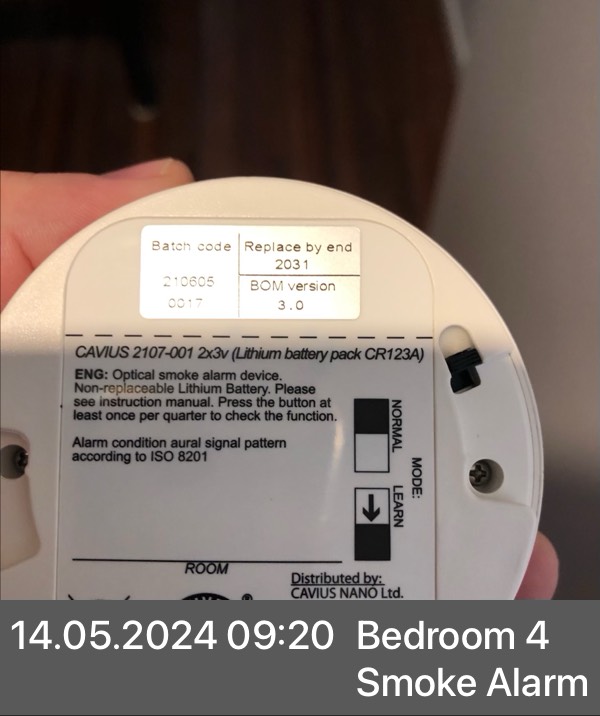 Batch code
210605
0017
Replace by end
2031
BOM version
3.0
CAVIUS 2107-001 2x3v (Lithium battery pack CR123A)
ENG: Optical smoke alarm device.
Non-replaceable Lithium Battery. Please
see instruction manual. Press the button at
least once per quarter to check the function.
Alarm condition aural signal pattern
according to ISO 8201
NORMAL
MODE:
LEARN
ROOM
Distributed by:
CAVIUS NANO Ltd.
14.05.2024 09:20
Bedroom 4
Smoke Alarm